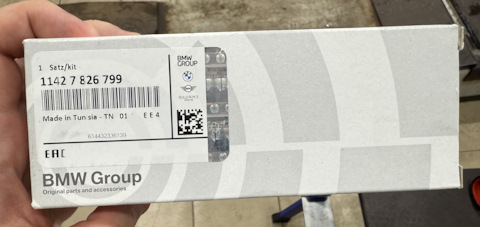 1 Satz/kit
1142 7 826 799
Made in Tunisia - TN 01 EE4
614432336120
EAC
BMW
GROUP
BMW Group
Original parts and accessories